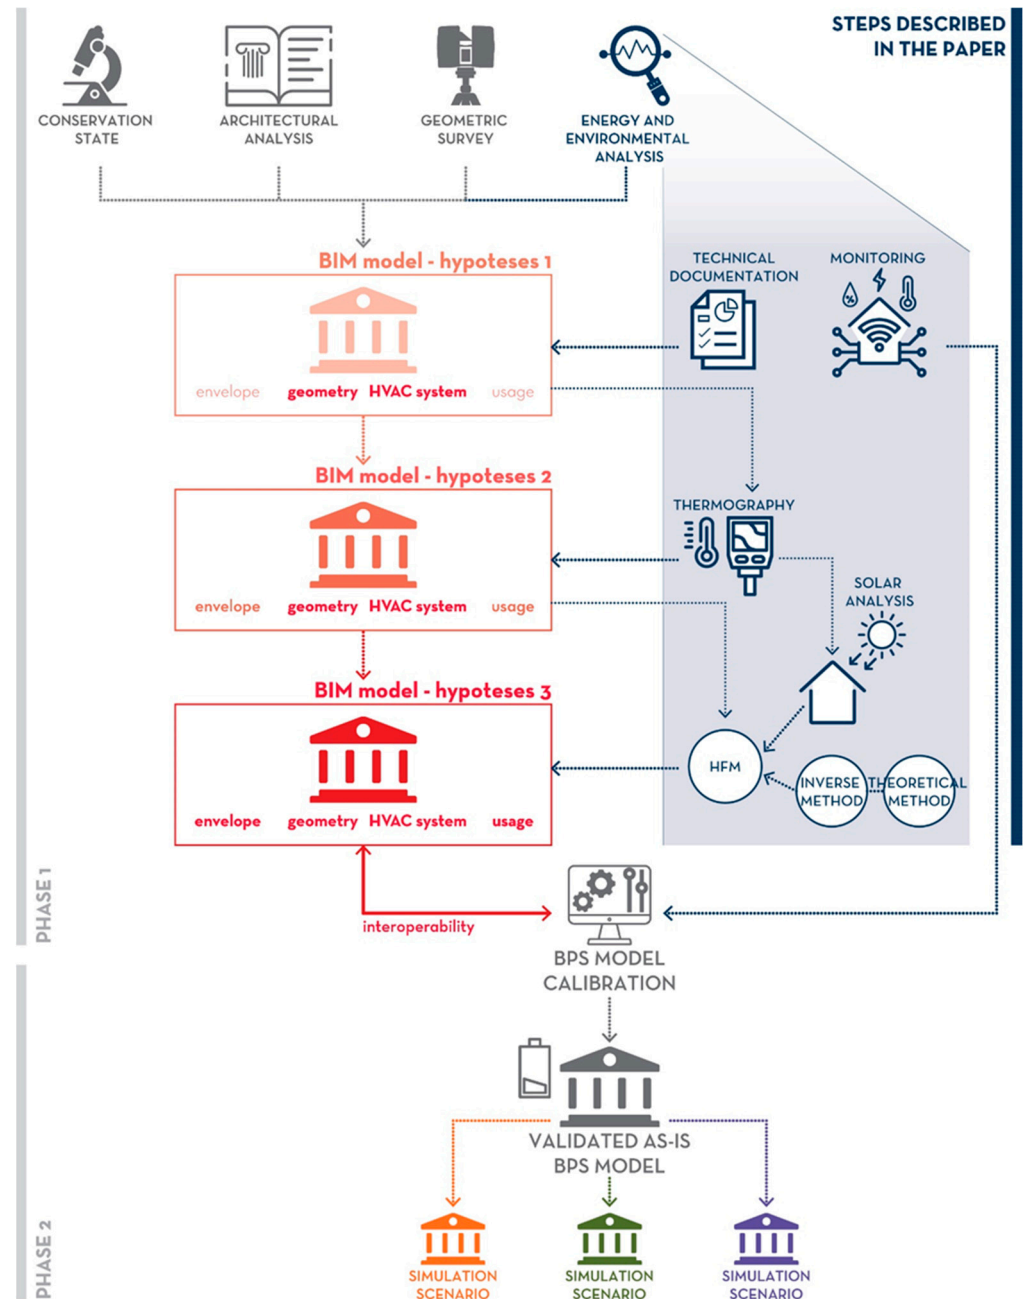 STEPS DESCRIBED
IN THE PAPER
CONSERVATION
STATE
ARCHITECTURAL
ANALYSIS
GEOMETRIC
SURVEY
ENERGY AND
ENVIRONMENTAL
ANALYSIS
BIM model - hypoteses 1
envelope geometry HVAC system usage
TECHNICAL
DOCUMENTATION
MONITORING
%
BIM model - hypoteses 2
envelope geometry HVAC system usage
THERMOGRAPHY
SOLAR
ANALYSIS
BIM model - hypoteses 3
envelope geometry HVAC system usage
HFM
INVERSE
METHOD
THEORETICAL
METHOD
interoperability
PHASE 1
BPS MODEL
CALIBRATION
VALIDATED AS-IS
BPS MODEL
PHASE 2
SIMULATION
SCENARIO
SIMULATION
SCENARIO
SIMULATION
SCENARIO